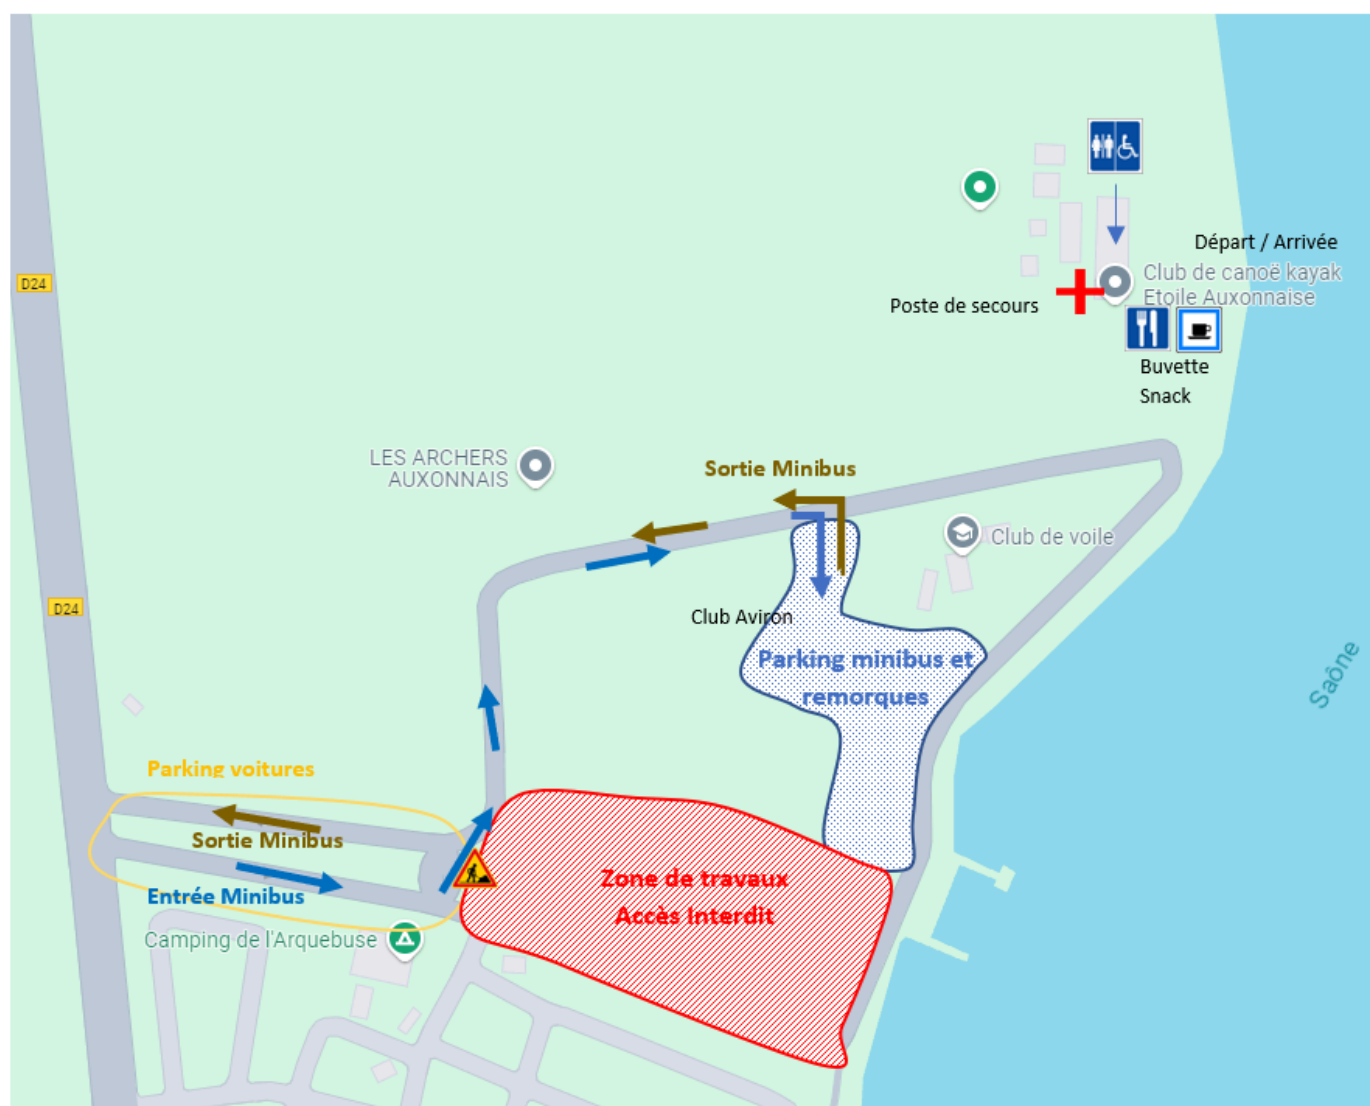 D24
Départ / Arrivée
Club de canoë kayak
Etoile Auxonnaise
Poste de secours
Buvette
Snack
LES ARCHERS
AUXONNAIS
Sortie Minibus
Club de voile
D24
Club Aviron
Parking minibus et
remorques
Saône
Parking voitures
Sortie Minibus
Entrée Minibus
Zone de travaux
Accès Interdit
Camping de l'Arquebuse